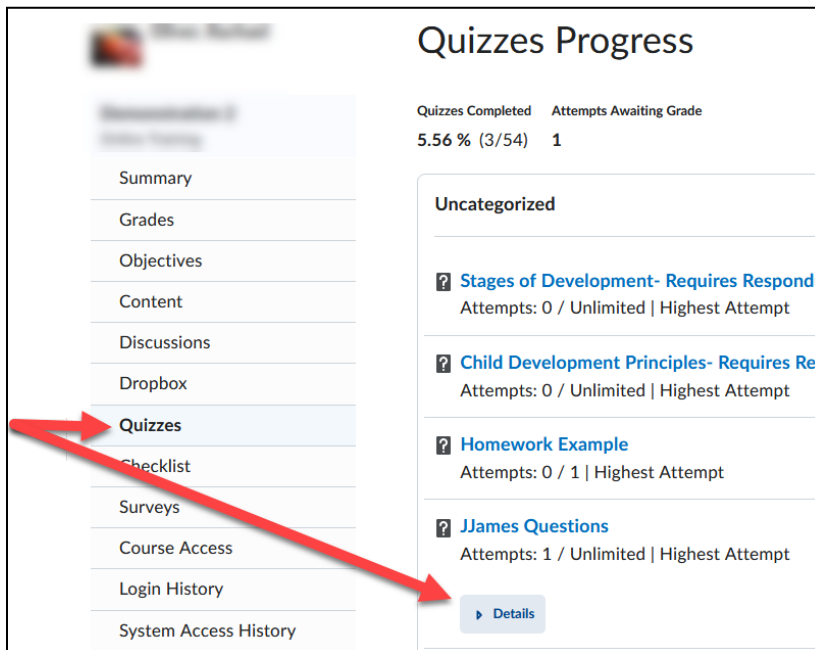 Quizzes Progress
Quizzes Completed Attempts Awaiting Grade
5.56 % (3/54) 1
Summary
Grades
Objectives
Content
Discussions
Dropbox
Quizzes
Checklist
Surveys
Course Access
Login History
System Access History
Uncategorized
Stages of Development- Requires Respond
Attempts: 0 / Unlimited | Highest Attempt
Child Development Principles- Requires Re
Attempts: 0 / Unlimited | Highest Attempt
Homework Example
Attempts: 0 / 1 | Highest Attempt
JJames Questions
Attempts: 1 / Unlimited | Highest Attempt
Details